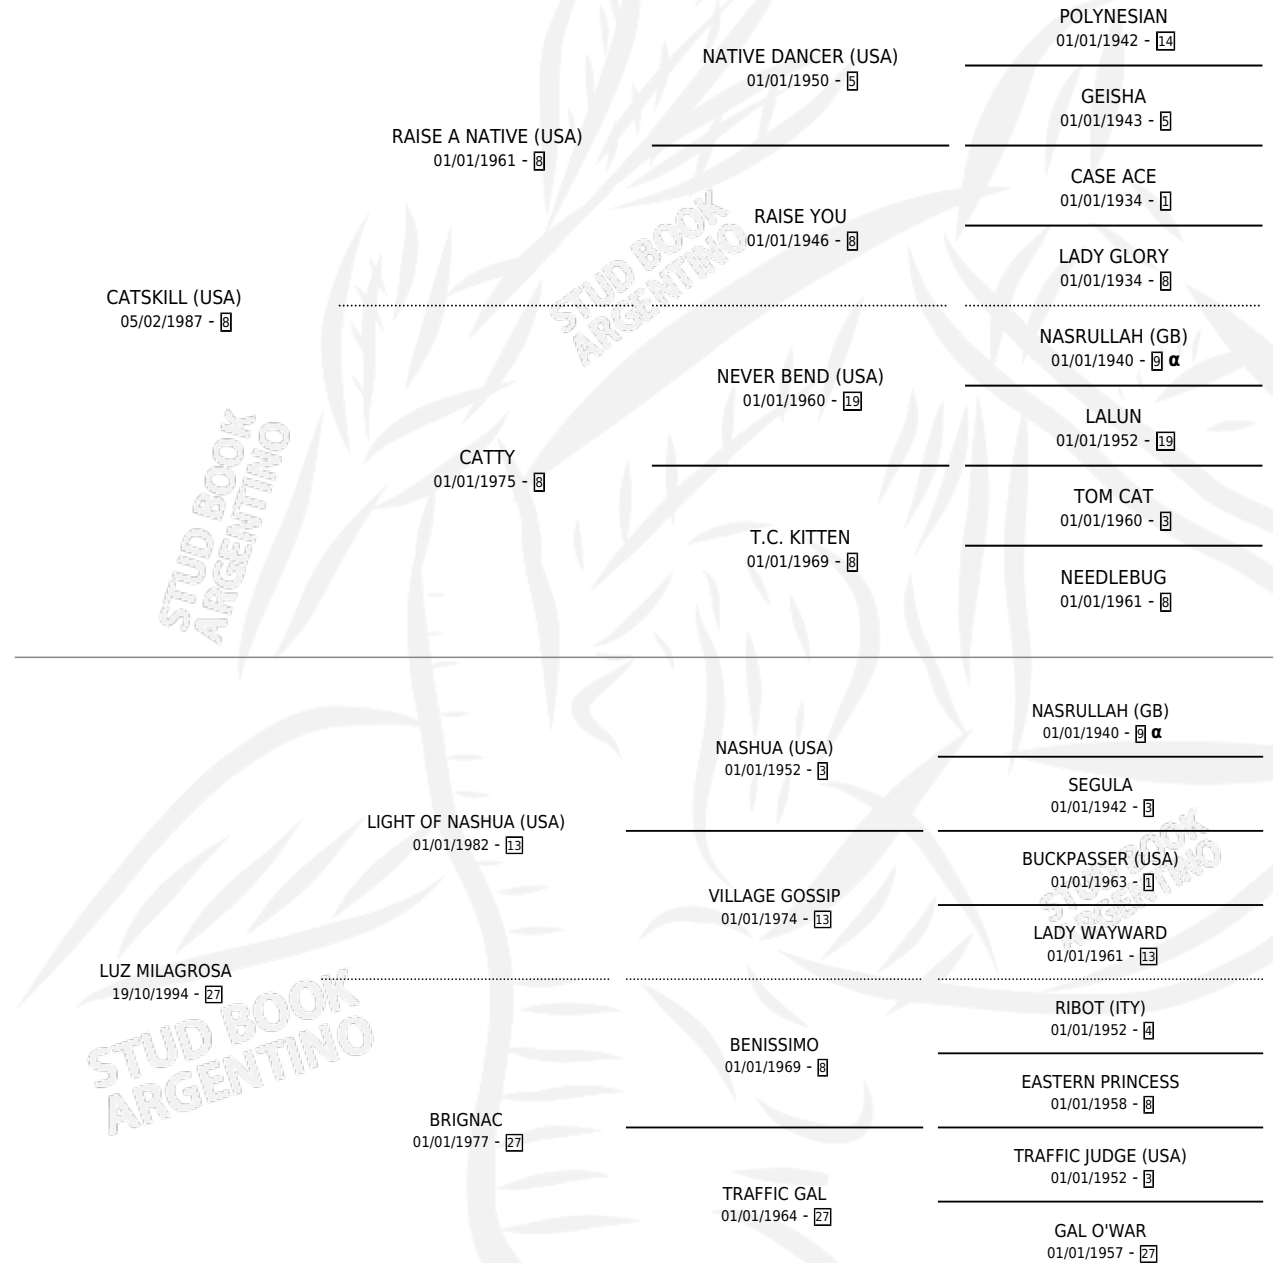 POLYNESIAN
01/01/1942 - 14
NATIVE DANCER (USA)
01/01/1950 - 5
GEISHA
01/01/1943 - 5
RAISE A NATIVE (USA)
01/01/1961 - 8
CASE ACE
01/01/1934 - 1
RAISE YOU
01/01/1946 - 8
LADY GLORY
01/01/1934 - 8
STUD BOOK
ARGENTINO
CATSKILL (USA)
05/02/1987 - 8
NASRULLAH (GB)
01/01/1940 - 9 α
NEVER BEND (USA)
01/01/1960 - 19
LALUN
01/01/1952 - 19
CATTY
01/01/1975 - 8
TOM CAT
01/01/1960 - 3
T.C. KITTEN
01/01/1969 - 8
NEEDLEBUG
01/01/1961 - 8
STUD BOOK
ARGENTINO
NASRULLAH (GB)
01/01/1940 - 9 α
NASHUA (USA)
01/01/1952 - 3
SEGULA
01/01/1942 - 3
LIGHT OF NASHUA (USA)
01/01/1982 - 13
BUCKPASSER (USA)
01/01/1963 - 1
VILLAGE GOSSIP
01/01/1974 - 13
LADY WAYWARD
01/01/1961 - 13
STUD BOOK
ARGENTINO
LUZ MILAGROSA
19/10/1994 - 27
RIBOT (ITY)
01/01/1952 - 4
BENISSIMO
01/01/1969 - 8
EASTERN PRINCESS
01/01/1958 - 8
STUD BOOK
ARGENTINO
BRIGNAC
01/01/1977 - 27
TRAFFIC JUDGE (USA)
01/01/1952 - 3
TRAFFIC GAL
01/01/1964 - 27
GAL O'WAR
01/01/1957 - 27